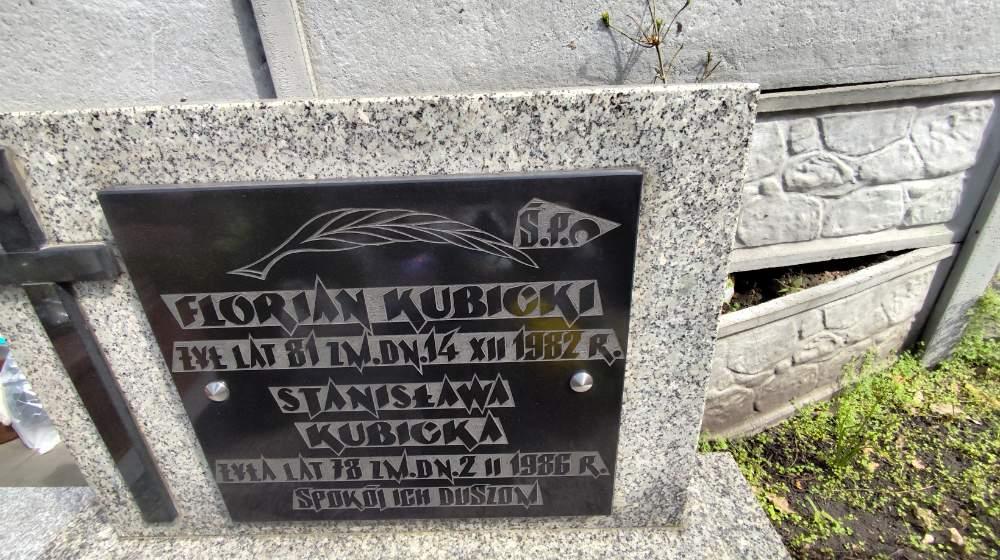 Ś.P.
FLORIAN KUBICKI
ŻYŁ LAT 81 ZM.DN.14 XII 1982 R.
STANISŁAWA
KUBICKA
ŻYŁA LAT 78 ZM.DN.2 II 1986 R.
SPOKÓJ ICH DUSZOM